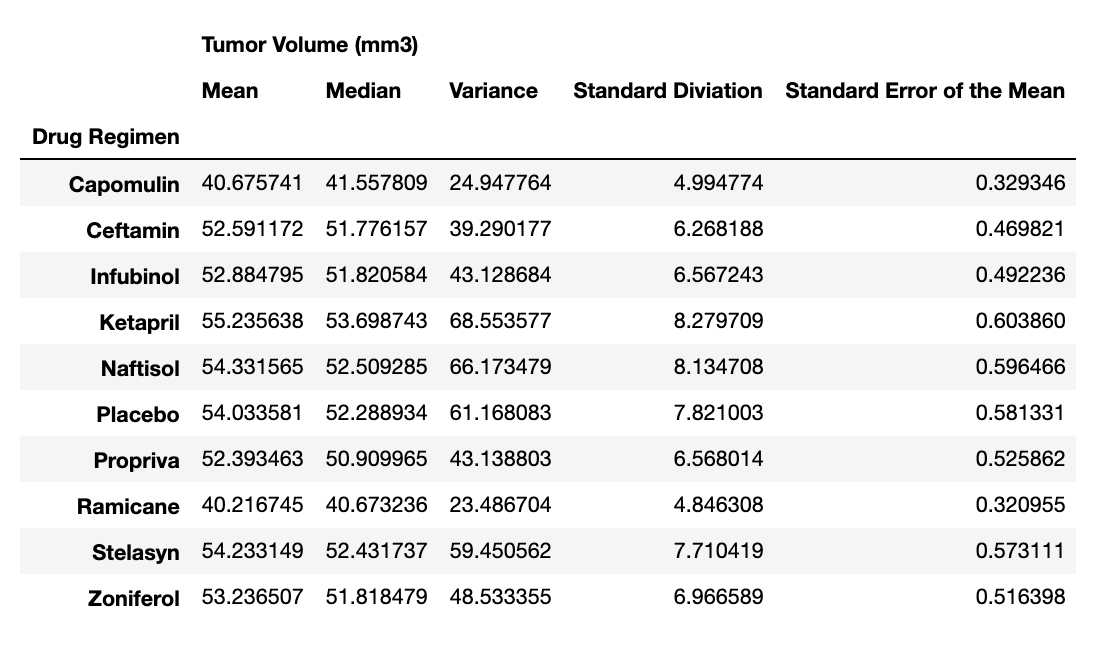 Tumor Volume (mm3)
Mean Median Variance Standard Diviation Standard Error of the Mean
Drug Regimen
Capomulin 40.675741 41.557809 24.947764 4.994774 0.329346
Ceftamin 52.591172 51.776157 39.290177 6.268188 0.469821
Infubinol 52.884795 51.820584 43.128684 6.567243 0.492236
Ketapril 55.235638 53.698743 68.553577 8.279709 0.603860
Naftisol 54.331565 52.509285 66.173479 8.134708 0.596466
Placebo 54.033581 52.288934 61.168083 7.821003 0.581331
Propriva 52.393463 50.909965 43.138803 6.568014 0.525862
Ramicane 40.216745 40.673236 23.486704 4.846308 0.320955
Stelasyn 54.233149 52.431737 59.450562 7.710419 0.573111
Zoniferol 53.236507 51.818479 48.533355 6.966589 0.516398